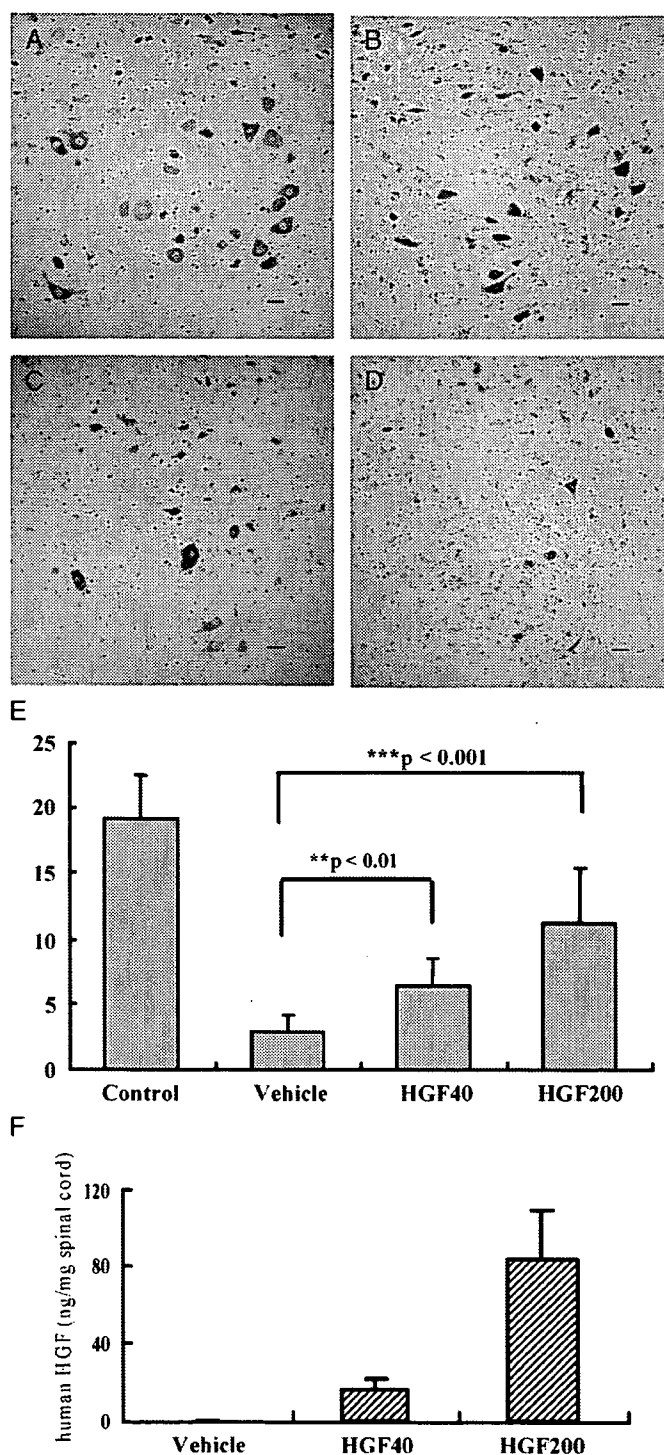 A
B
C
D
E
25
20
15
10
5
0
***p < 0.001
**p < 0.01
Control Vehicle HGF40 HGF200
F
human HGF (ng/mg spinal cord)
120
80
40
0
Vehicle HGF40 HGF200